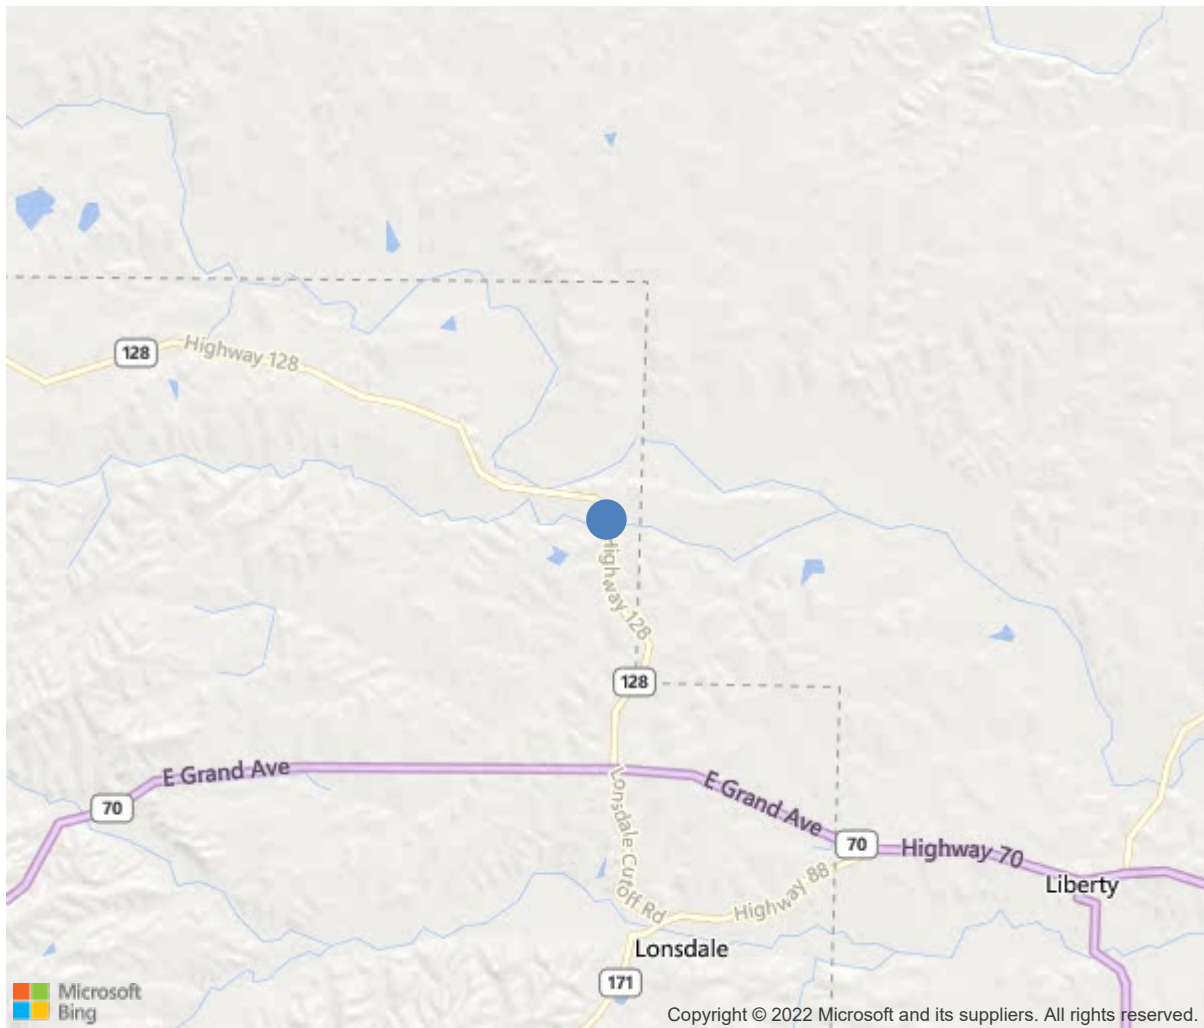 128
Highway 128
Highway 128
128
E Grand Ave
E Grand Ave
70
70
Highway 70
Lonsdale Cutoff Rd
Highway 88
Liberty
Lonsdale
171
Microsoft
Bing
Copyright © 2022 Microsoft and its suppliers. All rights reserved.